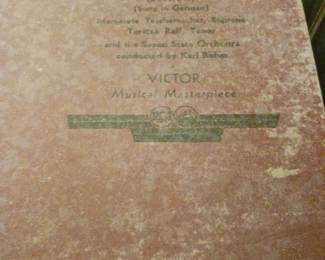 (Sung in German)
Margarete Teschemacher, Soprano
Torsten Ralf, Tenor
and the Saxon State Orchestra
conducted by Karl Böhm
VICTOR
Musical Masterpiece